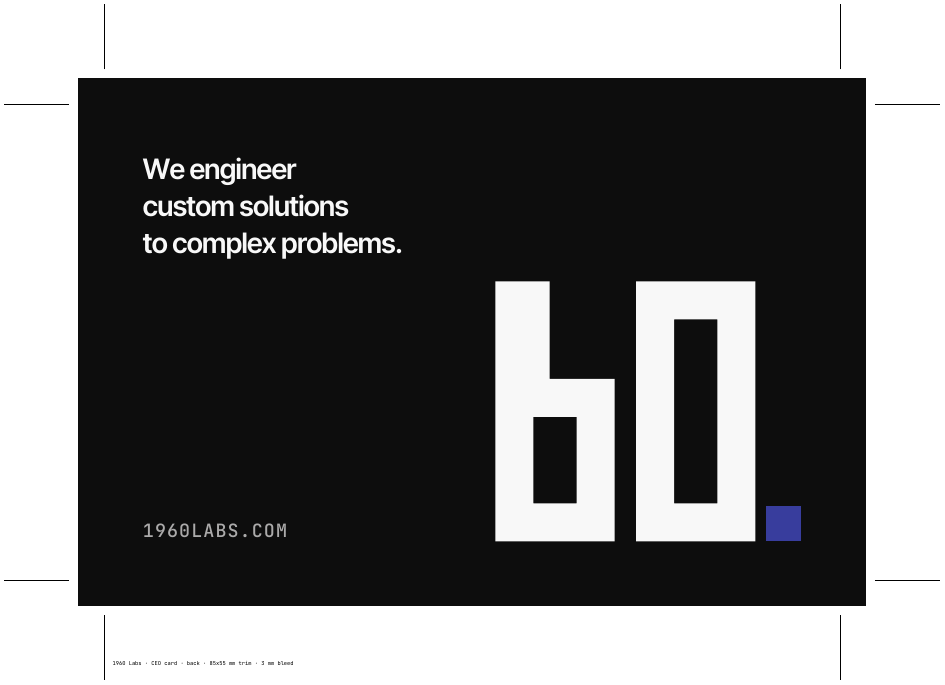 We engineer
custom solutions
to complex problems.
60.
1960LABS.COM
1960 Labs · CEO card · back · 85x55 mm trim · 3 mm bleed